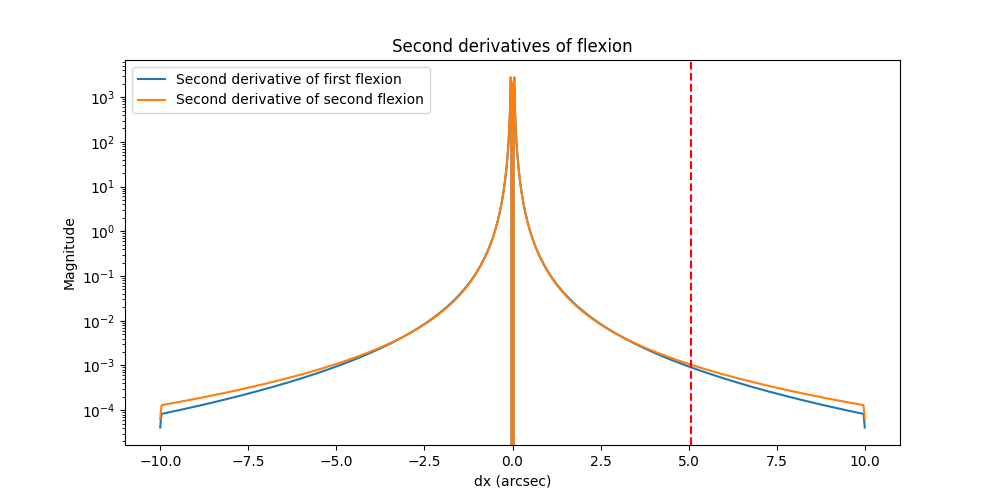 Second derivatives of flexion
Second derivative of first flexion
Second derivative of second flexion
Magnitude
10³
10²
10¹
10⁰
10⁻¹
10⁻²
10⁻³
10⁻⁴
−10.0 −7.5 −5.0 −2.5 0.0 2.5 5.0 7.5 10.0
dx (arcsec)